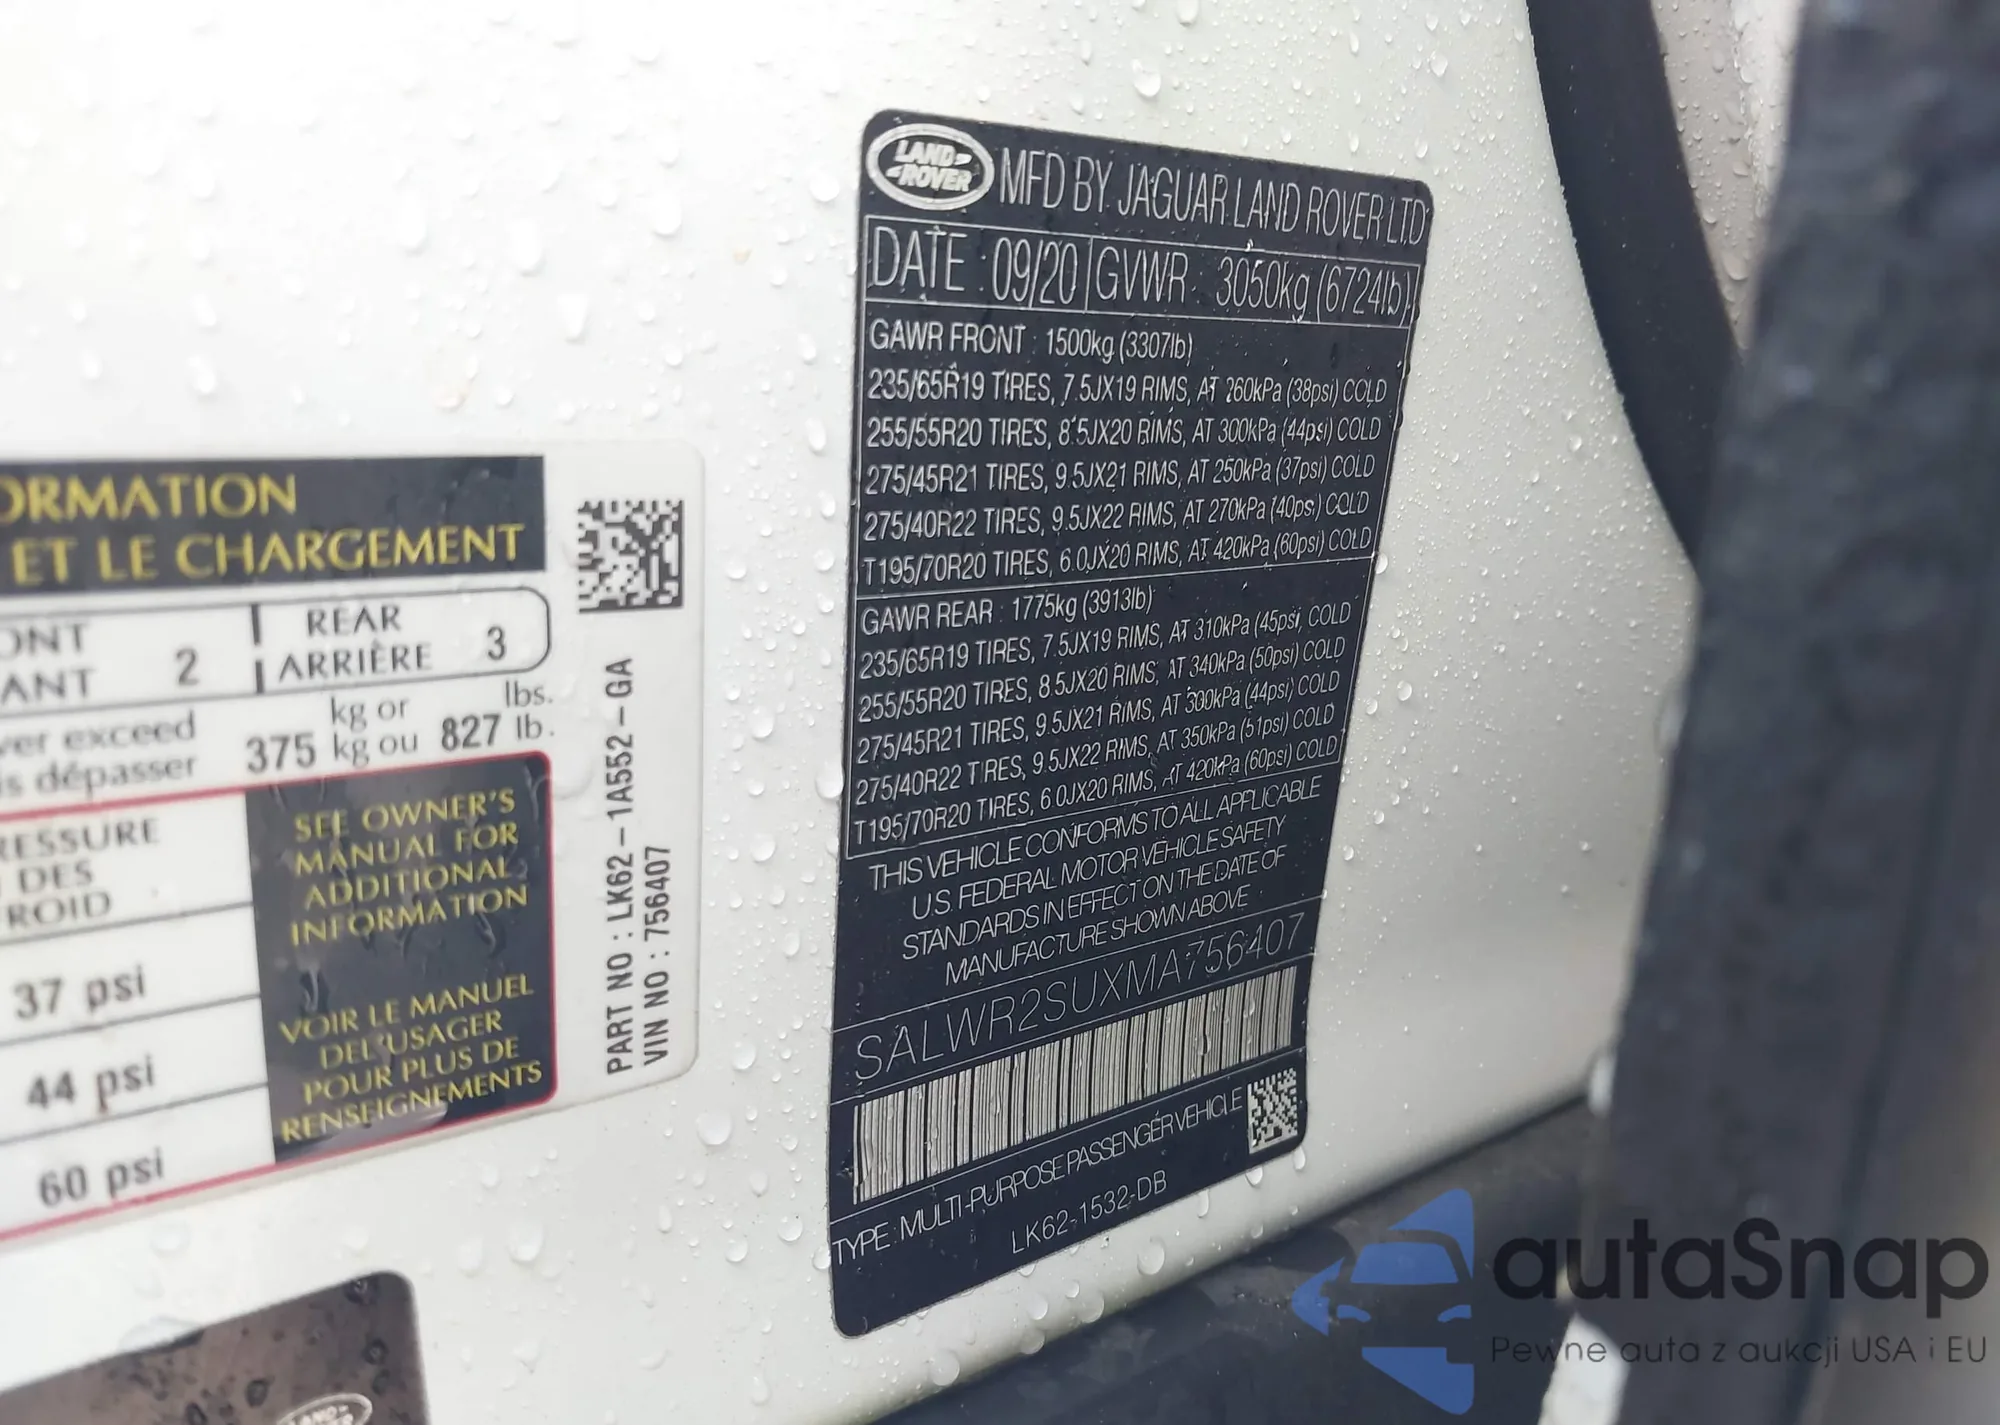 ORMATION
ET LE CHARGEMENT
ONT
ANT
2
REAR
ARRIÈRE
3
ver exceed
s dépasser
375
kg or
kg ou
827
lbs.
lb.
RESSURE
DES
ROID
37 psi
44 psi
60 psi
SEE OWNER'S
MANUAL FOR
ADDITIONAL
INFORMATION
VOIR LE MANUEL
DEL'USAGER
POUR PLUS DE
RENSEIGNEMENTS
PART NO : LK62-1A552-GA
VIN NO : 756407
LAND
ROVER
LAND-
ROVER
MFD BY JAGUAR LAND ROVER LTD
DATE : 09/20 GVWR : 3050kg (6724lb)
GAWR FRONT : 1500kg (3307lb)
235/65R19 TIRES, 7.5JX19 RIMS, AT 260kPa (38psi) COLD
255/55R20 TIRES, 8.5JX20 RIMS, AT 300kPa (44psi) COLD
275/45R21 TIRES, 9.5JX21 RIMS, AT 250kPa (37psi) COLD
275/40R22 TIRES, 9.5JX22 RIMS, AT 270kPa (40psi) COLD
T195/70R20 TIRES, 6.0JX20 RIMS, AT 420kPa (60psi) COLD
GAWR REAR : 1775kg (3913lb)
235/65R19 TIRES, 7.5JX19 RIMS, AT 310kPa (45psi) COLD
255/55R20 TIRES, 8.5JX20 RIMS, AT 340kPa (50psi) COLD
275/45R21 TIRES, 9.5JX21 RIMS, AT 300kPa (44psi) COLD
275/40R22 TIRES, 9.5JX22 RIMS, AT 350kPa (51psi) COLD
T195/70R20 TIRES, 6.0JX20 RIMS, AT 420kPa (60psi) COLD
THIS VEHICLE CONFORMS TO ALL APPLICABLE
U.S. FEDERAL MOTOR VEHICLE SAFETY
STANDARDS IN EFFECT ON THE DATE OF
MANUFACTURE SHOWN ABOVE
SALWR2SUXMA756407
TYPE : MULTI-PURPOSE PASSENGER VEHICLE
LK62-1532-DB
autaSnap
Pewne auta z aukcji USA i EU